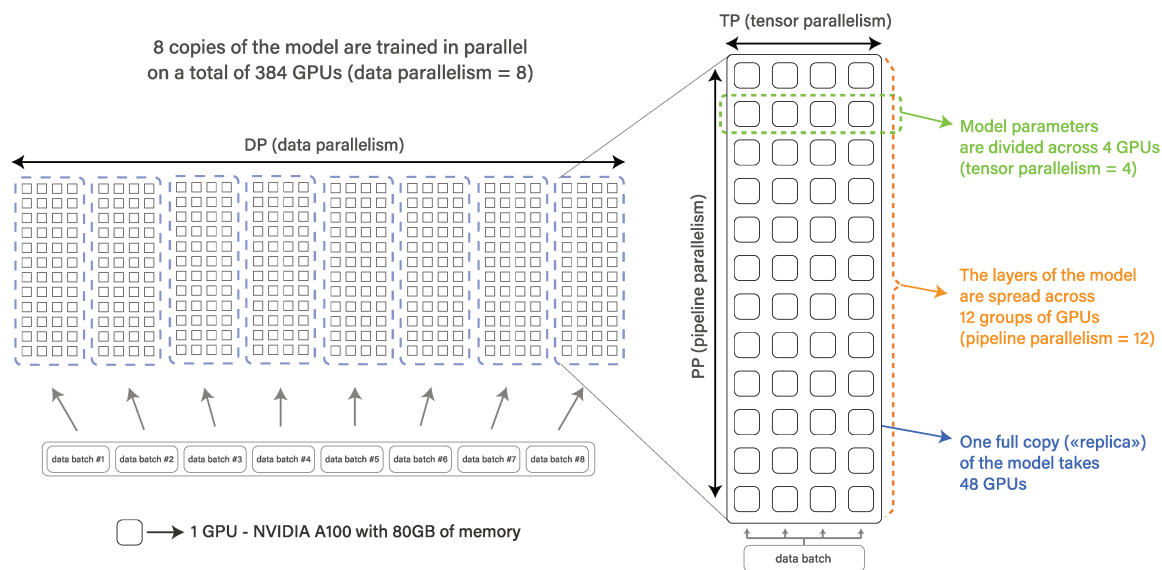 8 copies of the model are trained in parallel
on a total of 384 GPUs (data parallelism = 8)
DP (data parallelism)
data batch #1
data batch #2
data batch #3
data batch #4
data batch #5
data batch #6
data batch #7
data batch #8
1 GPU - NVIDIA A100 with 80GB of memory
TP (tensor parallelism)
PP (pipeline parallelism)
Model parameters
are divided across 4 GPUs
(tensor parallelism = 4)
The layers of the model
are spread across
12 groups of GPUs
(pipeline parallelism = 12)
One full copy («replica»)
of the model takes
48 GPUs
data batch